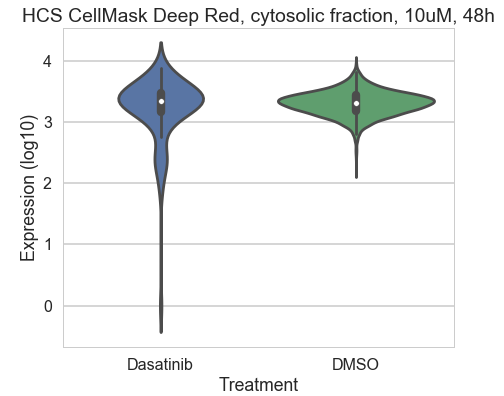 HCS CellMask Deep Red, cytosolic fraction, 10uM, 48h
4
3
2
1
0
Expression (log10)
Dasatinib DMSO
Treatment